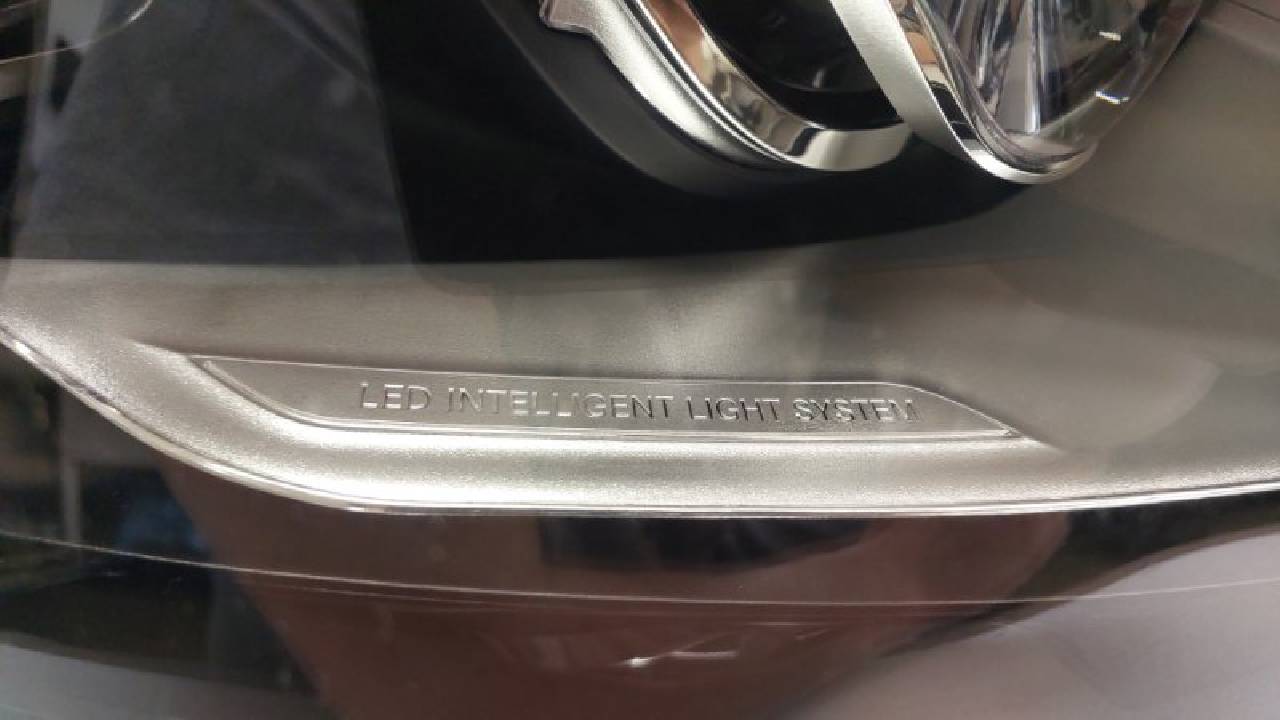 LED INTELLIGENT LIGHT SYSTEM